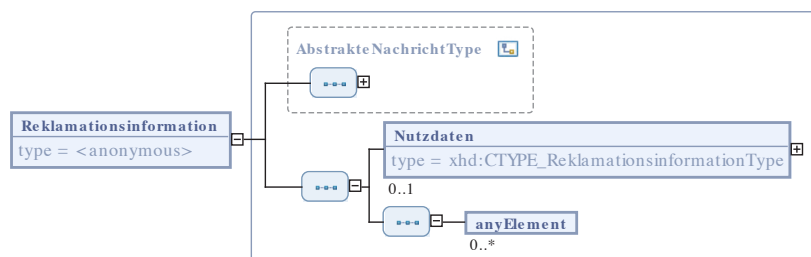 AbstrakteNachrichtType
Reklamationsinformation
type = <anonymous>
Nutzdaten
type = xhd:CTYPE_ReklamationsinformationType
0..1
anyElement
0..*